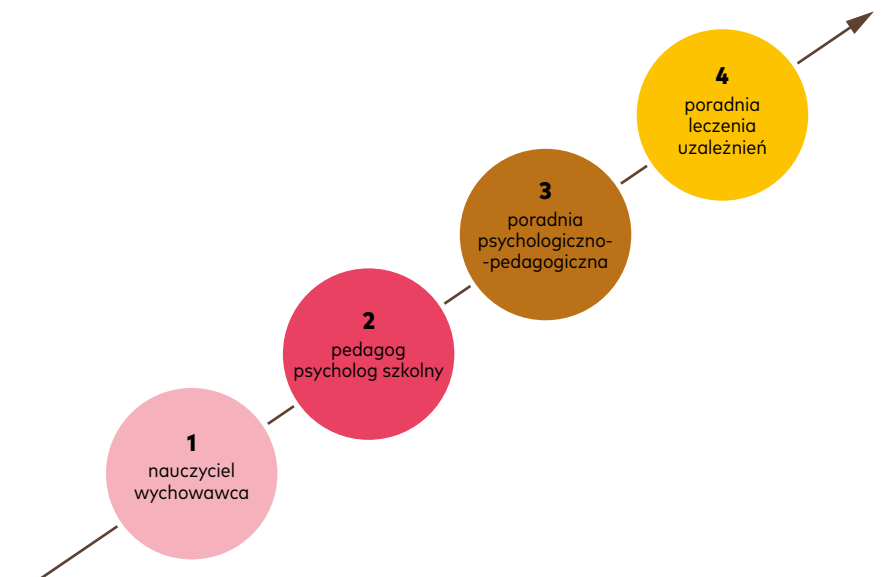 1
nauczyciel
wychowawca
2
pedagog
psycholog szkolny
3
poradnia
psychologiczno-
-pedagogiczna
4
poradnia
leczenia
uzależnień